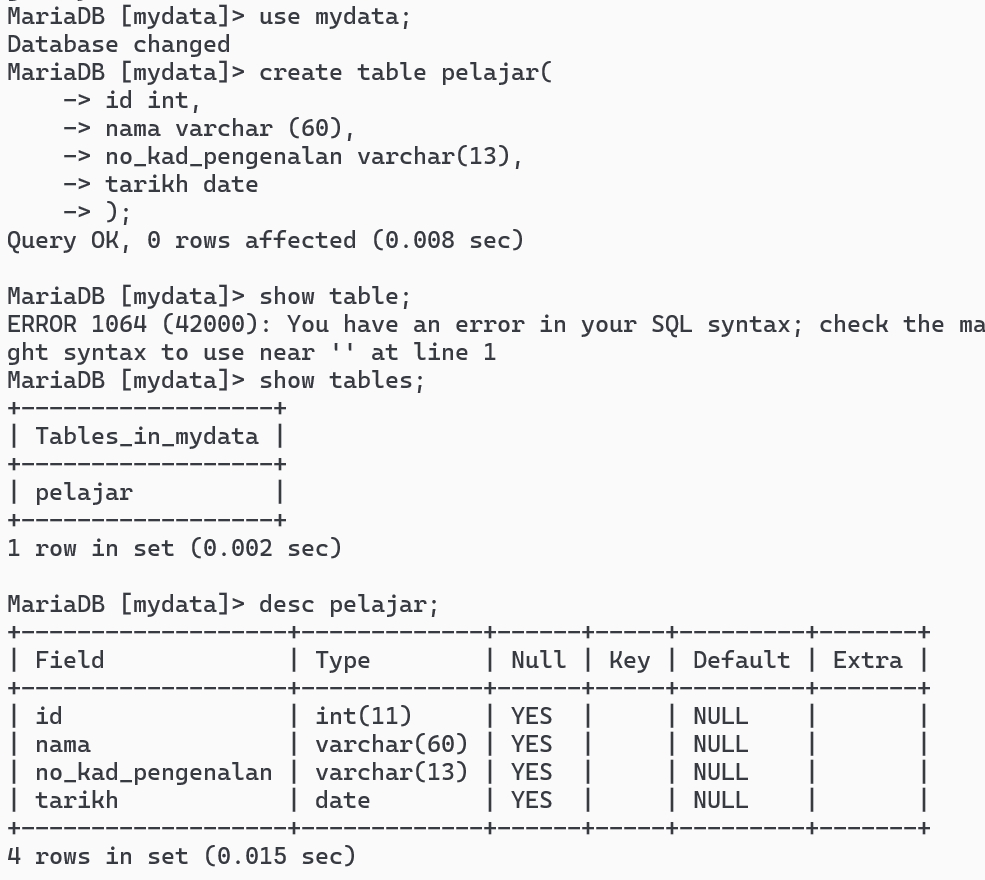 MariaDB [mydata]> use mydata;
Database changed
MariaDB [mydata]> create table pelajar(
    -> id int,
    -> nama varchar (60),
    -> no_kad_pengenalan varchar(13),
    -> tarikh date
    -> );
Query OK, 0 rows affected (0.008 sec)

MariaDB [mydata]> show table;
ERROR 1064 (42000): You have an error in your SQL syntax; check the ma
ght syntax to use near '' at line 1
MariaDB [mydata]> show tables;
+------------------+
| Tables_in_mydata |
+------------------+
| pelajar          |
+------------------+
1 row in set (0.002 sec)

MariaDB [mydata]> desc pelajar;
+-------------------+-------------+------+-----+---------+-------+
| Field             | Type        | Null | Key | Default | Extra |
+-------------------+-------------+------+-----+---------+-------+
| id                | int(11)     | YES  |     | NULL    |       |
| nama              | varchar(60) | YES  |     | NULL    |       |
| no_kad_pengenalan | varchar(13) | YES  |     | NULL    |       |
| tarikh            | date        | YES  |     | NULL    |       |
+-------------------+-------------+------+-----+---------+-------+
4 rows in set (0.015 sec)